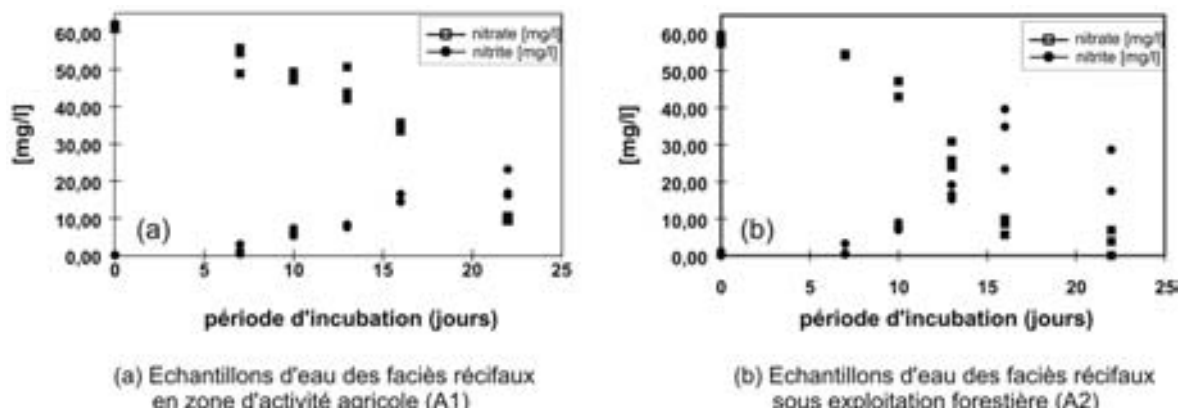 60,00
50,00
40,00
30,00
20,00
10,00
0,00
[mg/l]
nitrate [mg/l]
nitrite [mg/l]
(a)
0 5 10 15 20 25
période d'incubation (jours)
(a) Echantillons d'eau des faciès récifaux
en zone d'activité agricole (A1)
60,00
50,00
40,00
30,00
20,00
10,00
0,00
[mg/l]
nitrate [mg/l]
nitrite [mg/l]
(b)
0 5 10 15 20 25
période d'incubation (jours)
(b) Echantillons d'eau des faciès récifaux
sous exploitation forestière (A2)